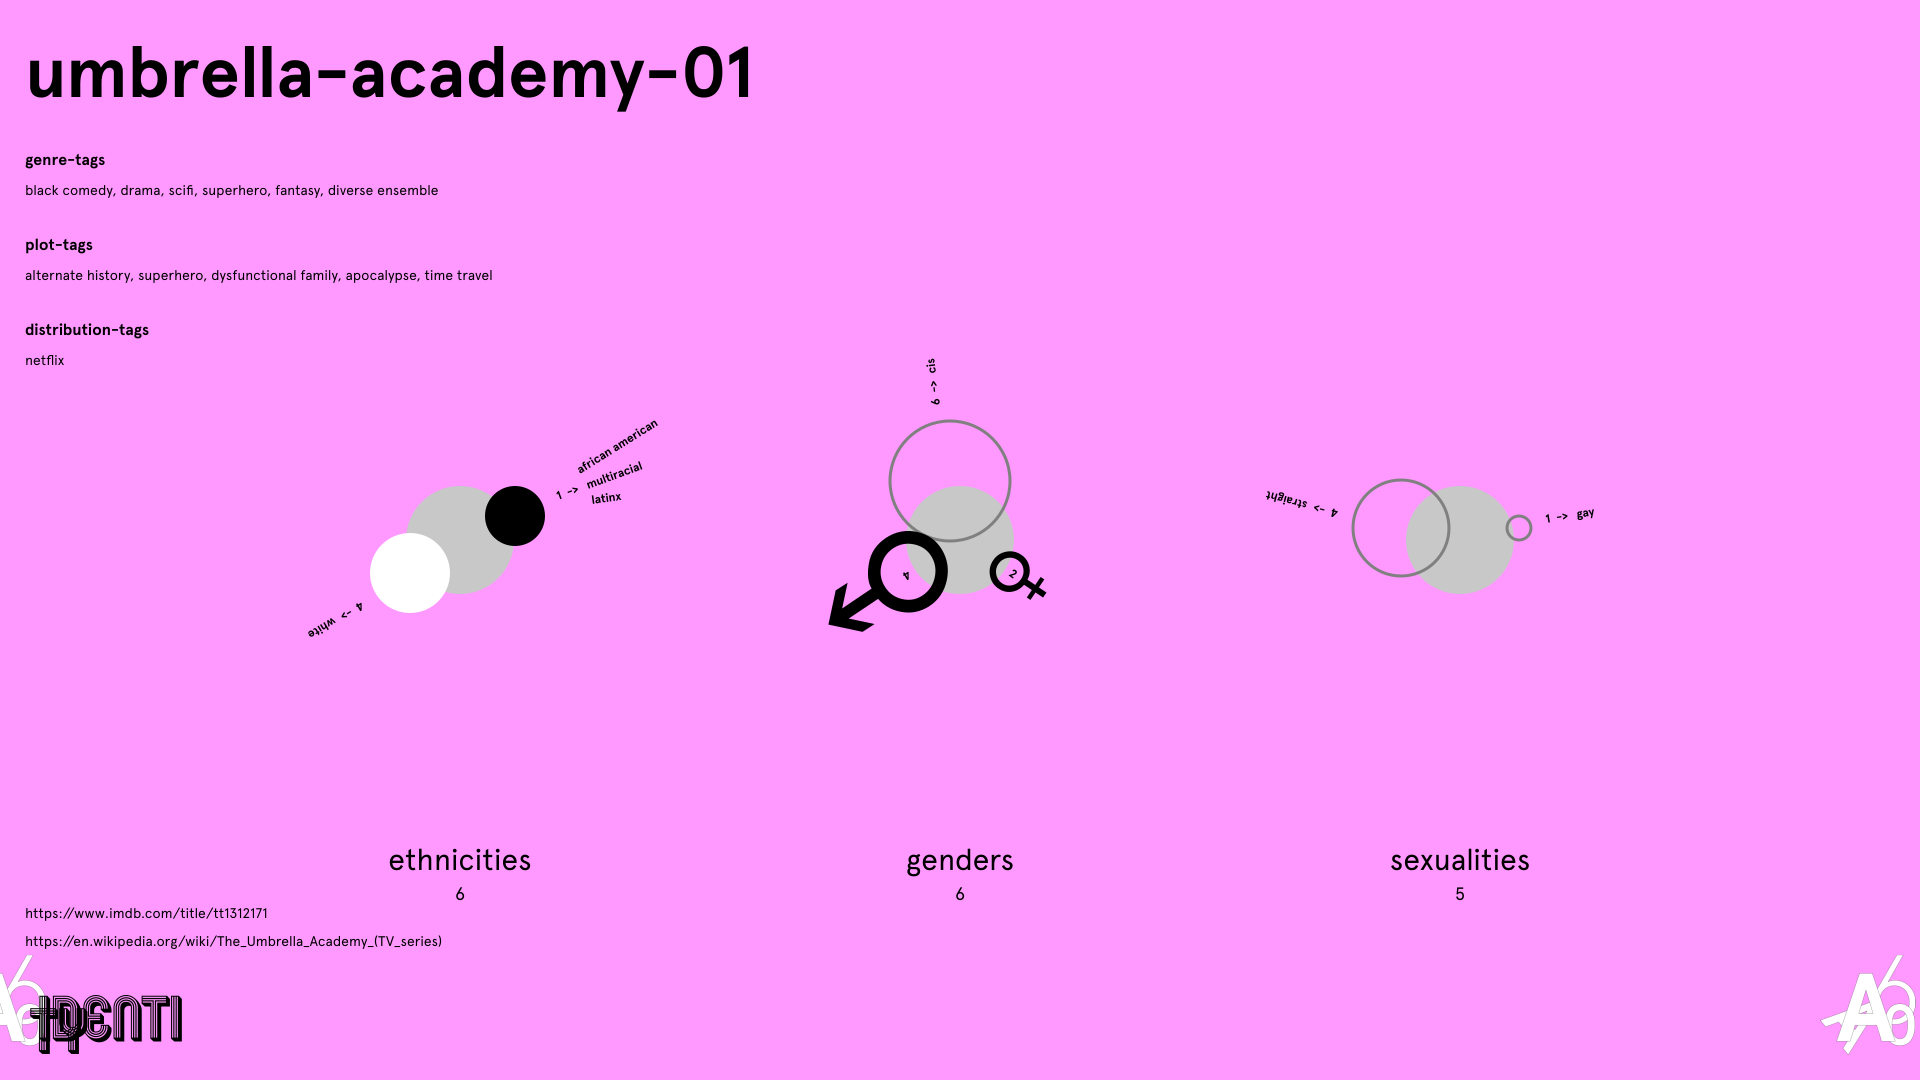 umbrella-academy-01
genre-tags
black comedy, drama, scifi, superhero, fantasy, diverse ensemble
plot-tags
alternate history, superhero, dysfunctional family, apocalypse, time travel
distribution-tags
netflix
african american
1 -> multiracial
latinx
4 -> white
6 -> cis
4
2
4 -> straight
1 -> gay
ethnicities
6
genders
6
sexualities
5
https://www.imdb.com/title/tt1312171
https://en.wikipedia.org/wiki/The_Umbrella_Academy_(TV_series)
IDENTI